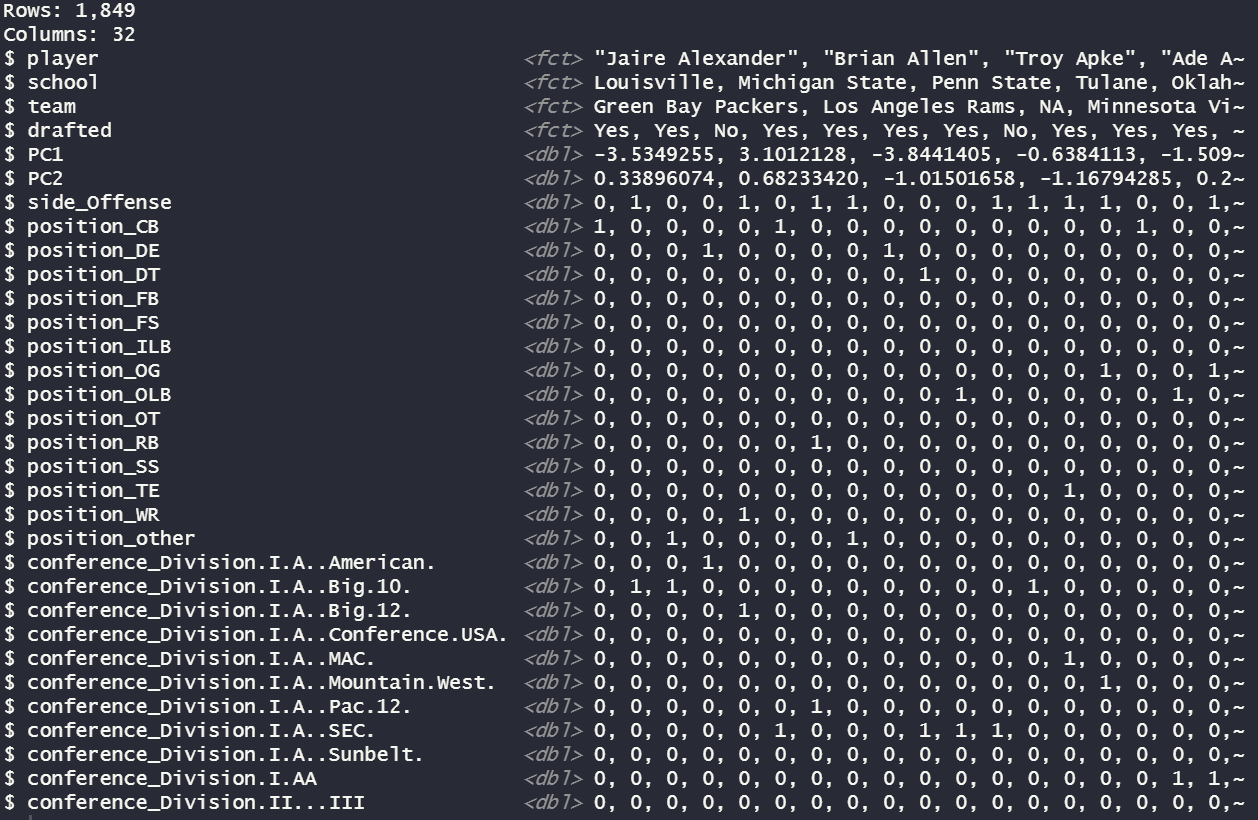 Rows: 1,849
Columns: 32
$ player <fct> "Jaire Alexander", "Brian Allen", "Troy Apke", "Ade A~
$ school <fct> Louisville, Michigan State, Penn State, Tulane, Oklah~
$ team <fct> Green Bay Packers, Los Angeles Rams, NA, Minnesota Vi~
$ drafted <fct> Yes, Yes, No, Yes, Yes, Yes, Yes, No, Yes, Yes, Yes, ~
$ PC1 <dbl> -3.5349255, 3.1012128, -3.8441405, -0.6384113, -1.509~
$ PC2 <dbl> 0.33896074, 0.68233420, -1.01501658, -1.16794285, 0.2~
$ side_Offense <dbl> 0, 1, 0, 0, 1, 0, 1, 1, 0, 0, 0, 1, 1, 1, 1, 0, 0, 1,~
$ position_CB <dbl> 1, 0, 0, 0, 0, 1, 0, 0, 0, 0, 0, 0, 0, 0, 0, 1, 0, 0,~
$ position_DE <dbl> 0, 0, 0, 1, 0, 0, 0, 0, 1, 0, 0, 0, 0, 0, 0, 0, 0, 0,~
$ position_DT <dbl> 0, 0, 0, 0, 0, 0, 0, 0, 0, 1, 0, 0, 0, 0, 0, 0, 0, 0,~
$ position_FB <dbl> 0, 0, 0, 0, 0, 0, 0, 0, 0, 0, 0, 0, 0, 0, 0, 0, 0, 0,~
$ position_FS <dbl> 0, 0, 0, 0, 0, 0, 0, 0, 0, 0, 0, 0, 0, 0, 0, 0, 0, 0,~
$ position_ILB <dbl> 0, 0, 0, 0, 0, 0, 0, 0, 0, 0, 0, 0, 0, 0, 0, 0, 0, 0,~
$ position_OG <dbl> 0, 0, 0, 0, 0, 0, 0, 0, 0, 0, 0, 0, 0, 0, 1, 0, 0, 1,~
$ position_OLB <dbl> 0, 0, 0, 0, 0, 0, 0, 0, 0, 0, 1, 0, 0, 0, 0, 0, 1, 0,~
$ position_OT <dbl> 0, 0, 0, 0, 0, 0, 0, 0, 0, 0, 0, 0, 0, 0, 0, 0, 0, 0,~
$ position_RB <dbl> 0, 0, 0, 0, 0, 0, 1, 0, 0, 0, 0, 0, 0, 0, 0, 0, 0, 0,~
$ position_SS <dbl> 0, 0, 0, 0, 0, 0, 0, 0, 0, 0, 0, 0, 0, 0, 0, 0, 0, 0,~
$ position_TE <dbl> 0, 0, 0, 0, 0, 0, 0, 0, 0, 0, 0, 0, 0, 1, 0, 0, 0, 0,~
$ position_WR <dbl> 0, 0, 0, 0, 1, 0, 0, 0, 0, 0, 0, 0, 0, 0, 0, 0, 0, 0,~
$ position_other <dbl> 0, 0, 1, 0, 0, 0, 0, 1, 0, 0, 0, 0, 0, 0, 0, 0, 0, 0,~
$ conference_Division.I.A..American. <dbl> 0, 0, 0, 1, 0, 0, 0, 0, 0, 0, 0, 0, 0, 0, 0, 0, 0, 0,~
$ conference_Division.I.A..Big.10. <dbl> 0, 1, 1, 0, 0, 0, 0, 0, 0, 0, 0, 0, 1, 0, 0, 0, 0, 0,~
$ conference_Division.I.A..Big.12. <dbl> 0, 0, 0, 0, 1, 0, 0, 0, 0, 0, 0, 0, 0, 0, 0, 0, 0, 0,~
$ conference_Division.I.A..Conference.USA. <dbl> 0, 0, 0, 0, 0, 0, 0, 0, 0, 0, 0, 0, 0, 0, 0, 0, 0, 0,~
$ conference_Division.I.A..MAC. <dbl> 0, 0, 0, 0, 0, 0, 0, 0, 0, 0, 0, 0, 0, 1, 0, 0, 0, 0,~
$ conference_Division.I.A..Mountain.West. <dbl> 0, 0, 0, 0, 0, 0, 0, 0, 0, 0, 0, 0, 0, 0, 1, 0, 0, 0,~
$ conference_Division.I.A..Pac.12. <dbl> 0, 0, 0, 0, 0, 0, 1, 0, 0, 0, 0, 0, 0, 0, 0, 0, 0, 0,~
$ conference_Division.I.A..SEC. <dbl> 0, 0, 0, 0, 0, 1, 0, 0, 0, 1, 1, 1, 0, 0, 0, 0, 0, 0,~
$ conference_Division.I.A..Sunbelt. <dbl> 0, 0, 0, 0, 0, 0, 0, 0, 0, 0, 0, 0, 0, 0, 0, 0, 0, 0,~
$ conference_Division.I.AA <dbl> 0, 0, 0, 0, 0, 0, 0, 0, 0, 0, 0, 0, 0, 0, 0, 0, 1, 1,~
$ conference_Division.II...III <dbl> 0, 0, 0, 0, 0, 0, 0, 0, 0, 0, 0, 0, 0, 0, 0, 0, 0, 0,~